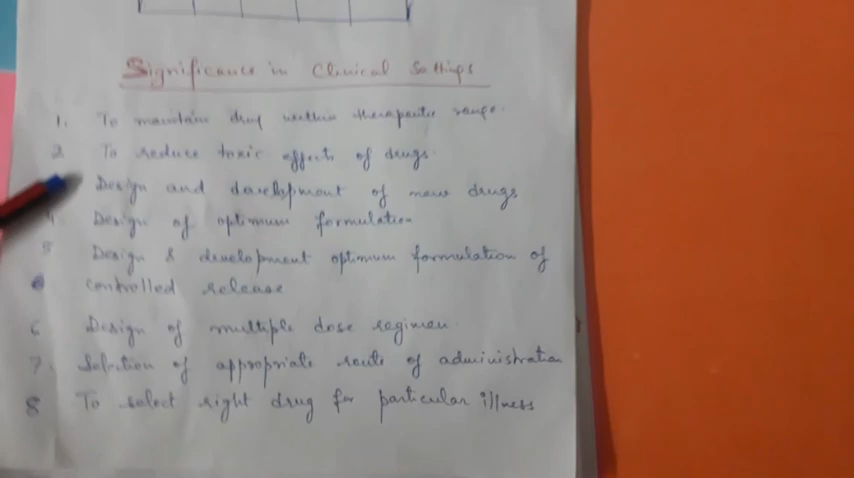 Significance in Clinical Settings
1. To maintain drug within therapeutic range.
2 To reduce toxic effects of drugs.
Design and development of new drugs
4 Design of optimum formulation
5 Design & development optimum formulation of
controlled release
6 Design of multiple dose regimen.
7. Selection of appropriate route of administration
8 To select right drug for particular illness